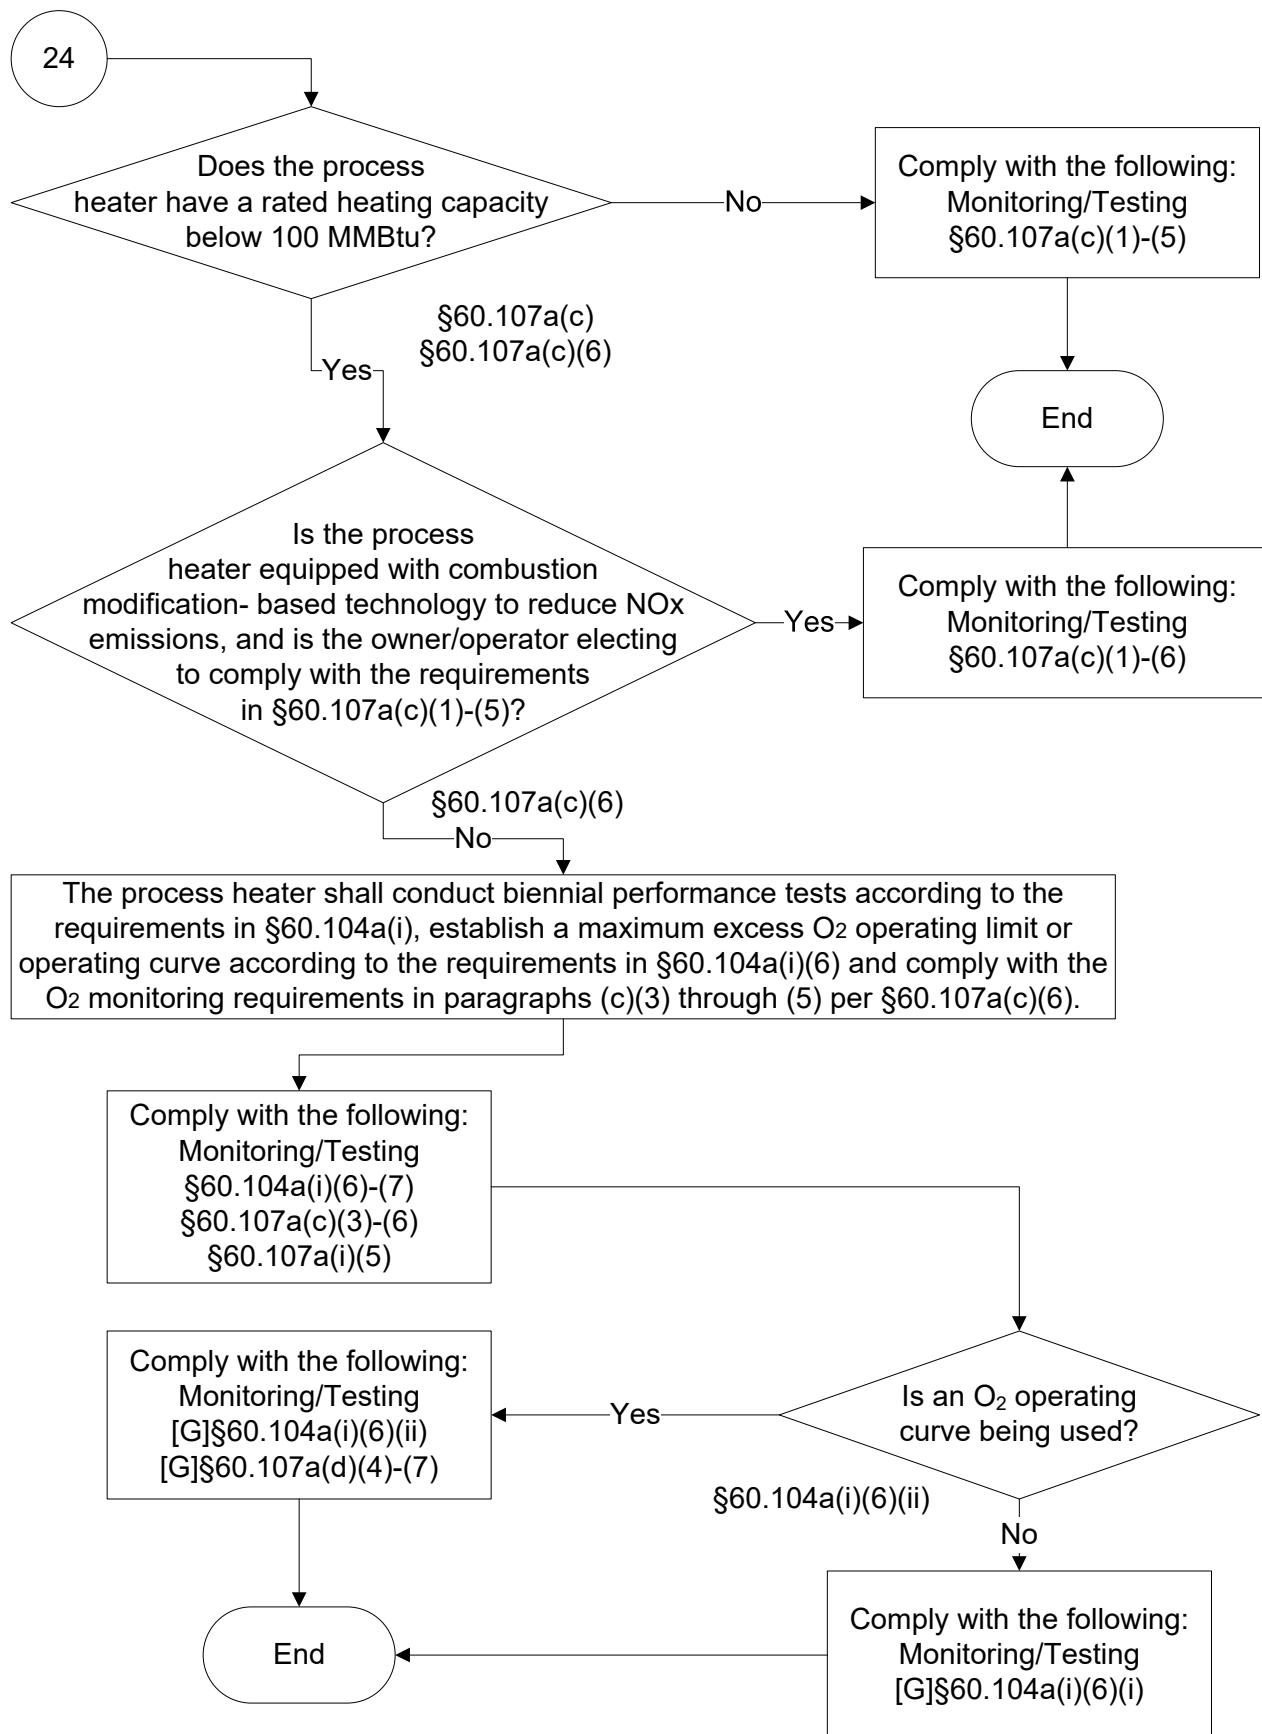 24
Does the process
heater have a rated heating capacity
below 100 MMBtu?
No
Comply with the following:
Monitoring/Testing
§60.107a(c)(1)-(5)
§60.107a(c)
§60.107a(c)(6)
Yes
End
Is the process
heater equipped with combustion
modification- based technology to reduce NOx
emissions, and is the owner/operator electing
to comply with the requirements
in §60.107a(c)(1)-(5)?
Yes
Comply with the following:
Monitoring/Testing
§60.107a(c)(1)-(6)
§60.107a(c)(6)
No
The process heater shall conduct biennial performance tests according to the
requirements in §60.104a(i), establish a maximum excess O2 operating limit or
operating curve according to the requirements in §60.104a(i)(6) and comply with the
O2 monitoring requirements in paragraphs (c)(3) through (5) per §60.107a(c)(6).
Comply with the following:
Monitoring/Testing
§60.104a(i)(6)-(7)
§60.107a(c)(3)-(6)
§60.107a(i)(5)
Is an O2 operating
curve being used?
Yes
Comply with the following:
Monitoring/Testing
[G]§60.104a(i)(6)(ii)
[G]§60.107a(d)(4)-(7)
§60.104a(i)(6)(ii)
No
Comply with the following:
Monitoring/Testing
[G]§60.104a(i)(6)(i)
End